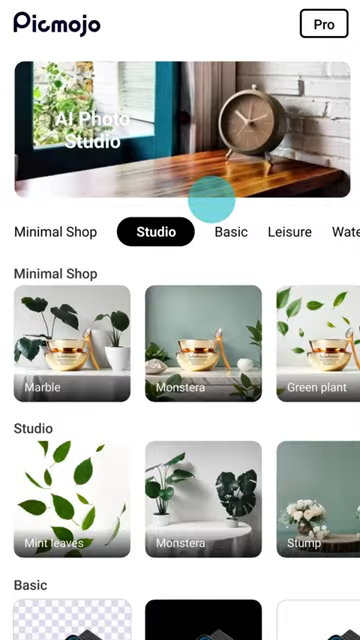 Picmojo
Pro
AI Photo
Studio
Minimal Shop
Studio
Basic
Leisure
Wate
Minimal Shop
Marble
Monstera
Green plant
Studio
Mint leaves
Monstera
Stump
Basic